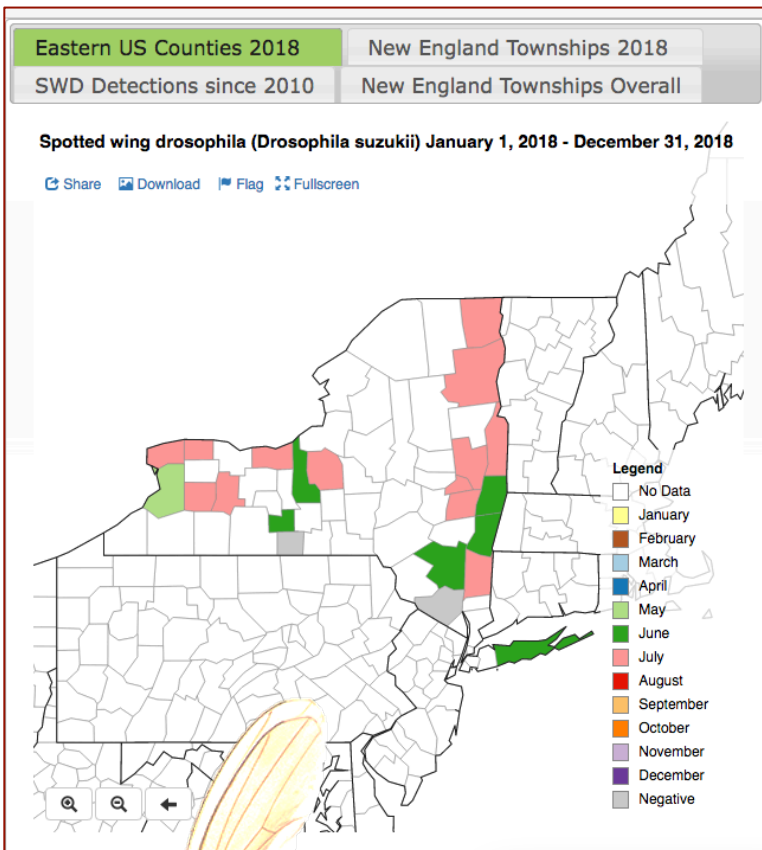 Eastern US Counties 2018
New England Townships 2018
SWD Detections since 2010
New England Townships Overall
Spotted wing drosophila (Drosophila suzukii) January 1, 2018 - December 31, 2018
Share Download Flag Fullscreen
Legend
No Data
January
February
March
April
May
June
July
August
September
October
November
December
Negative